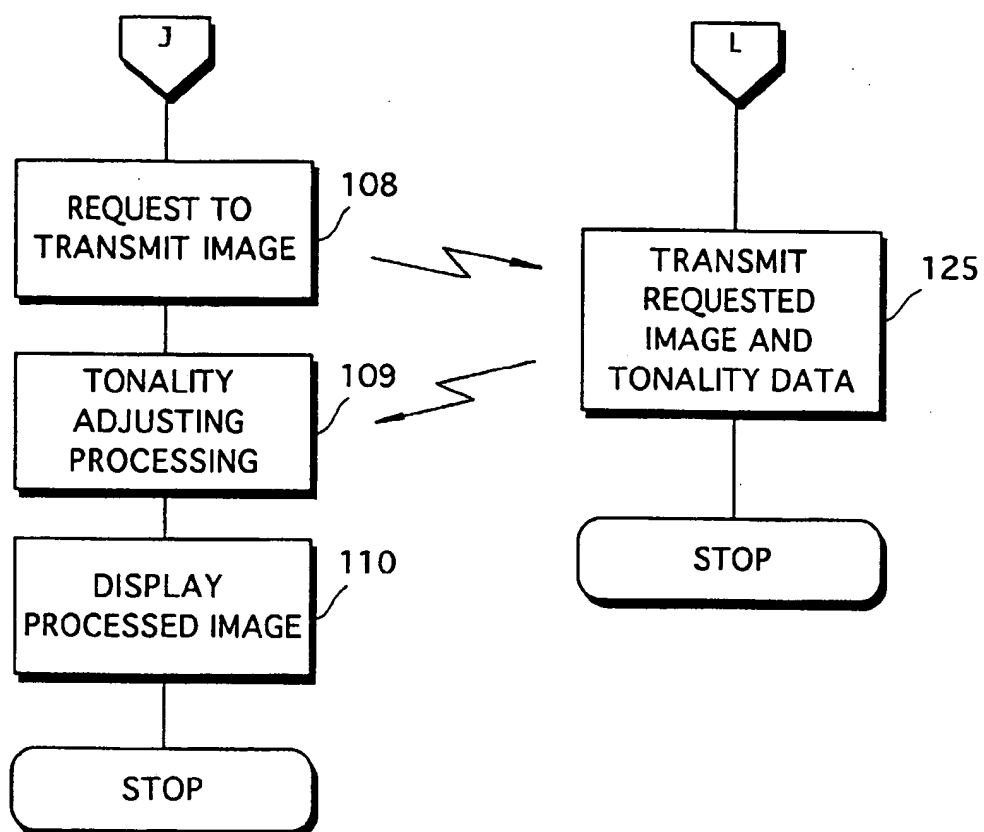 J
REQUEST TO
TRANSMIT IMAGE
108
TONALITY
ADJUSTING
PROCESSING
109
DISPLAY
PROCESSED IMAGE
110
STOP
L
TRANSMIT
REQUESTED
IMAGE AND
TONALITY DATA
125
STOP